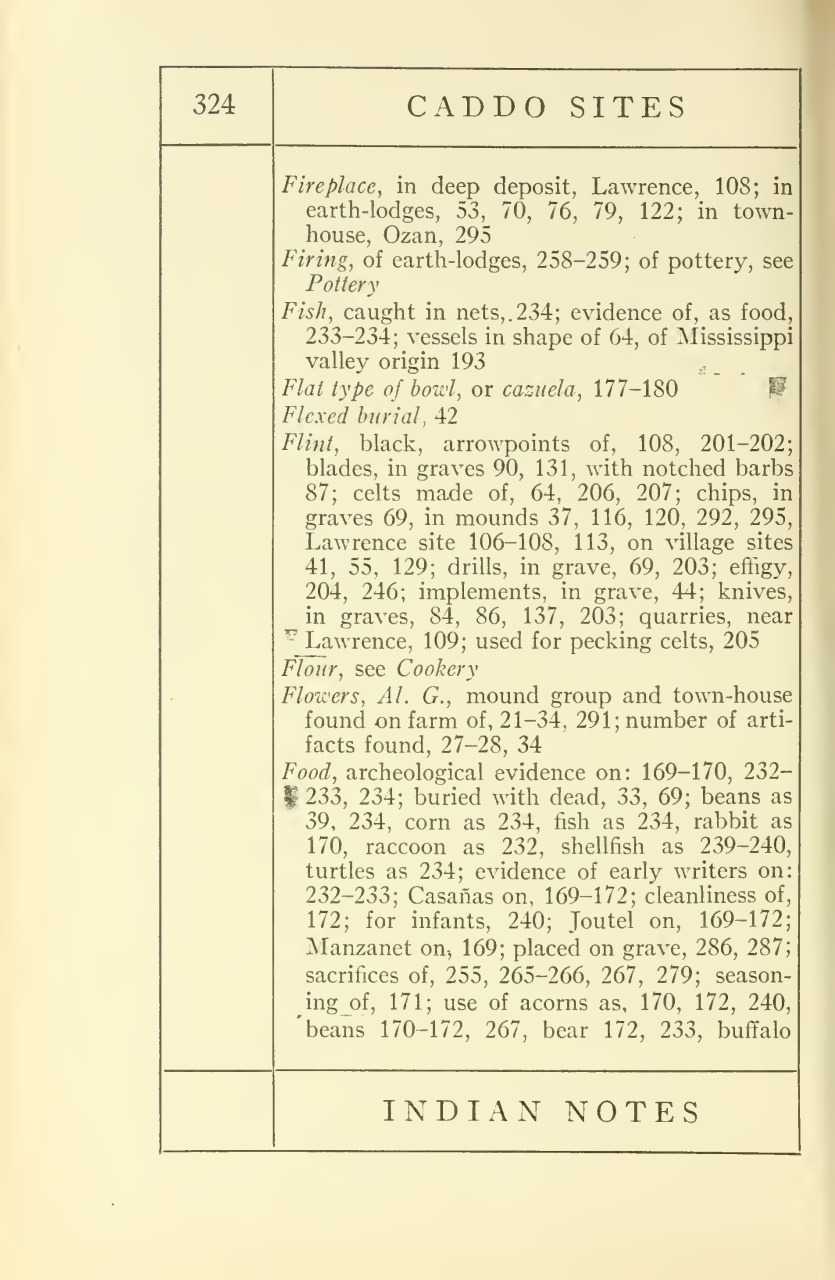 324
CADDO SITES
Fireplace, in deep deposit, Lawrence, 108; in
earth-lodges, 53, 70, 76, 79, 122; in town-
house, Ozan, 295
Firing, of earth-lodges, 258–259; of pottery, see
Pottery
Fish, caught in nets, 234; evidence of, as food,
233–234; vessels in shape of 64, of Mississippi
valley origin 193
Flat type of bowl, or cazuela, 177–180
Flexed burial, 42
Flint, black, arrowpoints of, 108, 201–202;
blades, in graves 90, 131, with notched barbs
87; celts made of, 64, 206, 207; chips, in
graves 69, in mounds 37, 116, 120, 292, 295,
Lawrence site 106–108, 113, on village sites
41, 55, 129; drills, in grave, 69, 203; effigy,
204, 246; implements, in grave, 44; knives,
in graves, 84, 86, 137, 203; quarries, near
Lawrence, 109; used for pecking celts, 205
Flour, see Cookery
Flowers, Al. G., mound group and town-house
found on farm of, 21–34, 291; number of arti-
facts found, 27–28, 34
Food, archeological evidence on: 169–170, 232–
233, 234; buried with dead, 33, 69; beans as
39, 234, corn as 234, fish as 234, rabbit as
170, raccoon as 232, shellfish as 239–240,
turtles as 234; evidence of early writers on:
232–233; Casañas on, 169–172; cleanliness of,
172; for infants, 240; Joutel on, 169–172;
Manzanet on, 169; placed on grave, 286, 287;
sacrifices of, 255, 265–266, 267, 279; season-
ing of, 171; use of acorns as, 170, 172, 240,
beans 170–172, 267, bear 172, 233, buffalo
INDIAN NOTES